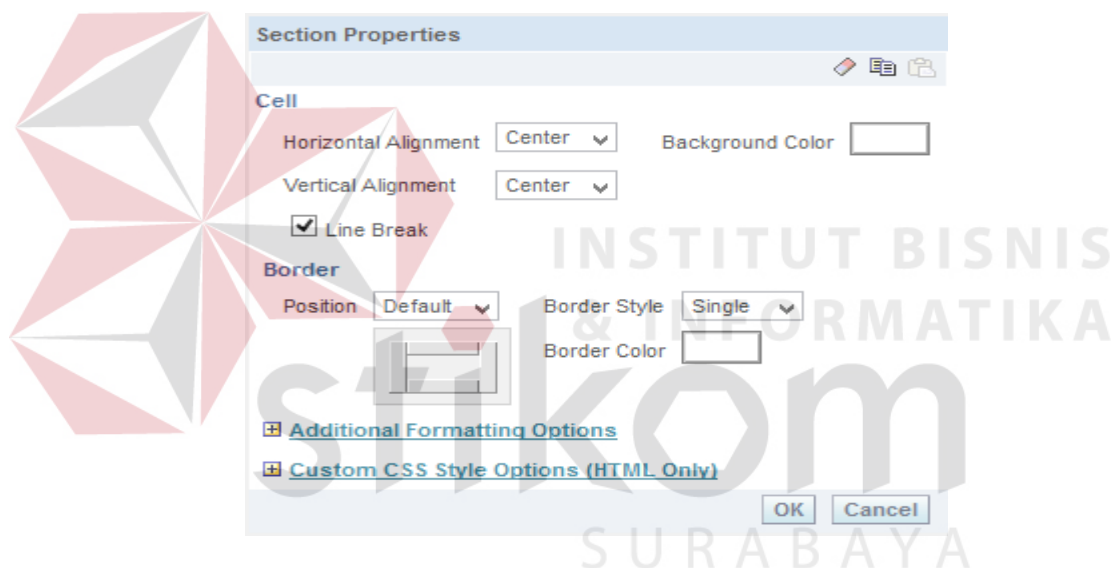 Section Properties
Cell
Horizontal Alignment Center Background Color
Vertical Alignment Center
Line Break
INSTITUT BISNIS
Border
Position Default Border Style Single
& INFORMATIKA
Border Color
stikom
Additional Formatting Options
Custom CSS Style Options (HTML Only)
OK Cancel
SURABAYA